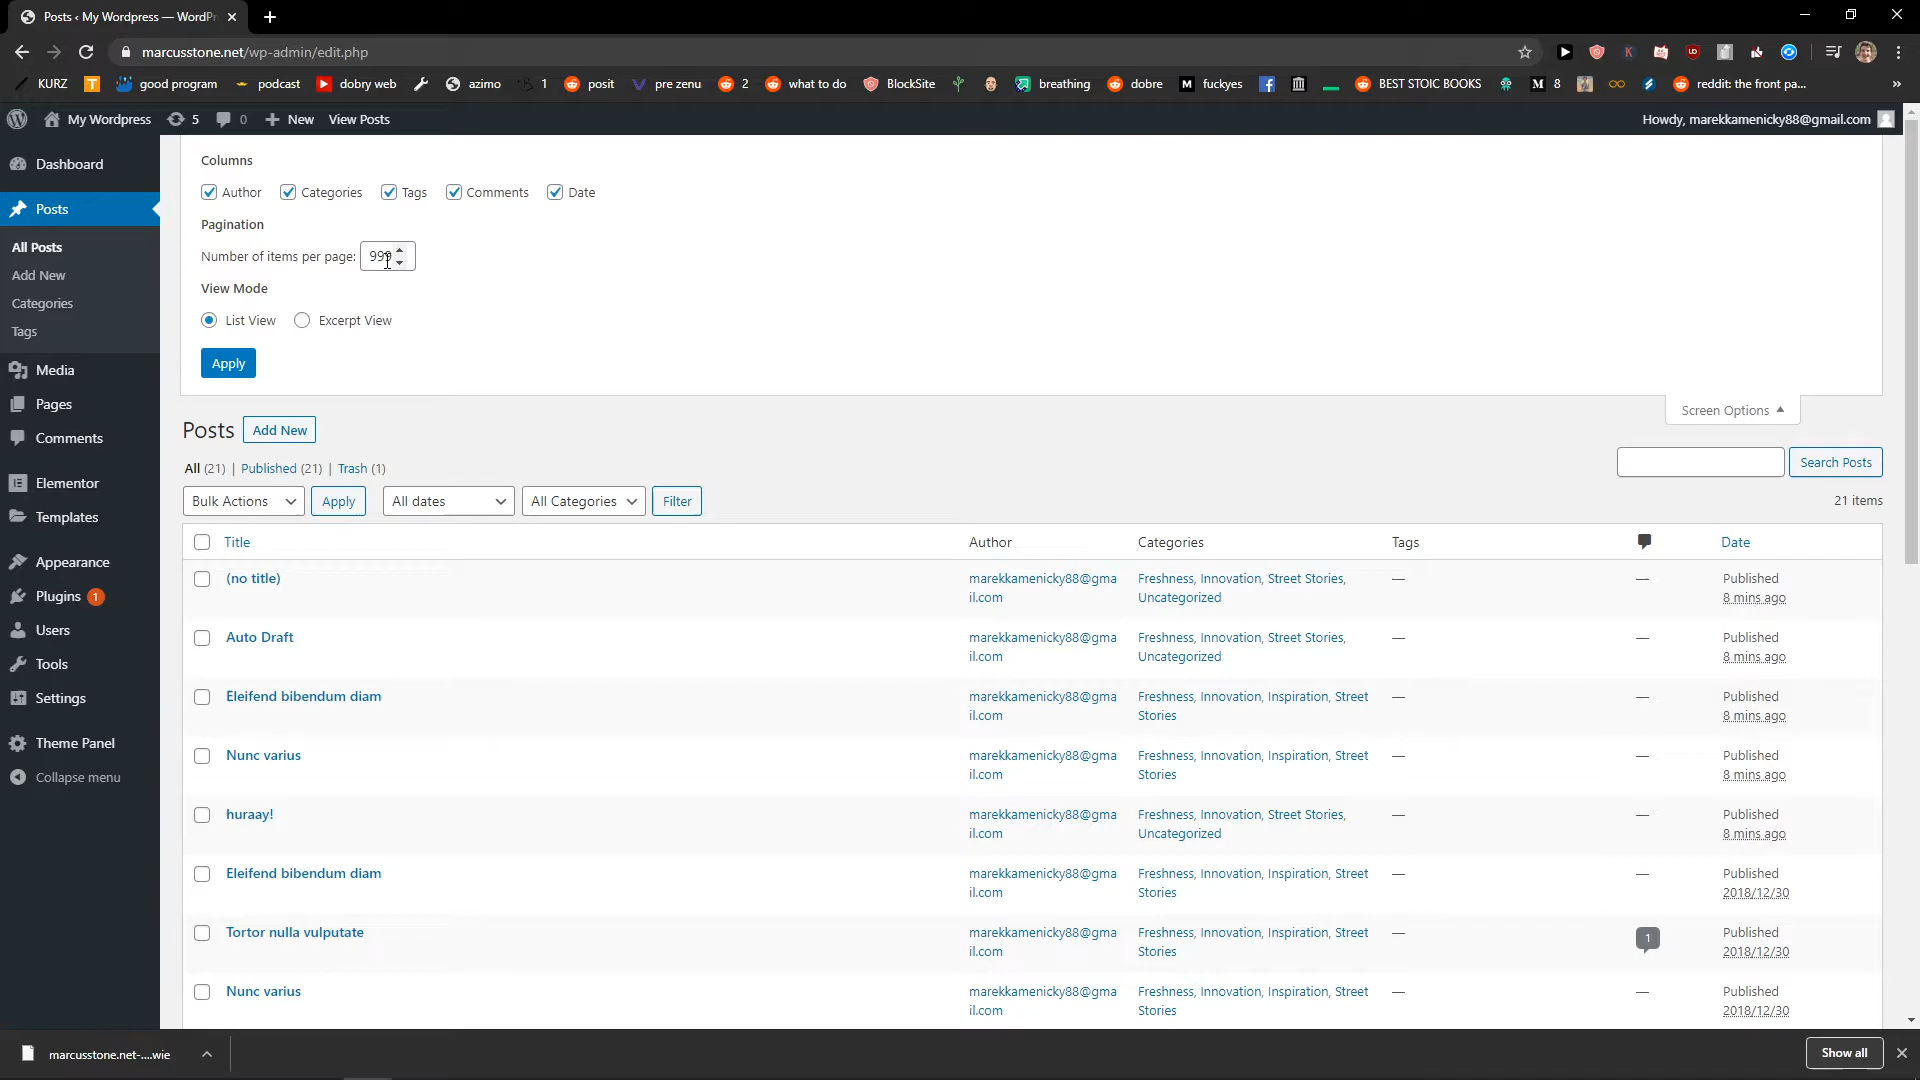 Posts ‹ My Wordpress — WordPr
marcusstone.net/wp-admin/edit.php
KURZ T good program podcast dobry web azimo 1 posit pre zenu 2 what to do BlockSite breathing dobre M fuckyes BEST STOIC BOOKS M 8 reddit: the front pa... »
My Wordpress 5 0 New View Posts Howdy, marekkamenicky88@gmail.com
Dashboard
Posts
All Posts
Add New
Categories
Tags
Media
Pages
Comments
Elementor
Templates
Appearance
Plugins 1
Users
Tools
Settings
Theme Panel
Collapse menu
Columns
Author Categories Tags Comments Date
Pagination
Number of items per page: 999
View Mode
List View Excerpt View
Apply
Screen Options
Posts Add New
All (21) | Published (21) | Trash (1)
Search Posts
Bulk Actions Apply All dates All Categories Filter 21 items
Title Author Categories Tags Date
(no title) marekkamenicky88@gma Freshness, Innovation, Street Stories, — — Published
il.com Uncategorized 8 mins ago
Auto Draft marekkamenicky88@gma Freshness, Innovation, Street Stories, — — Published
il.com Uncategorized 8 mins ago
Eleifend bibendum diam marekkamenicky88@gma Freshness, Innovation, Inspiration, Street — — Published
il.com Stories 8 mins ago
Nunc varius marekkamenicky88@gma Freshness, Innovation, Inspiration, Street — — Published
il.com Stories 8 mins ago
huraay! marekkamenicky88@gma Freshness, Innovation, Street Stories, — — Published
il.com Uncategorized 8 mins ago
Eleifend bibendum diam marekkamenicky88@gma Freshness, Innovation, Inspiration, Street — — Published
il.com Stories 2018/12/30
Tortor nulla vulputate marekkamenicky88@gma Freshness, Innovation, Inspiration, Street — 1 Published
il.com Stories 2018/12/30
Nunc varius marekkamenicky88@gma Freshness, Innovation, Inspiration, Street — — Published
il.com Stories 2018/12/30
marcusstone.net-....wie Show all